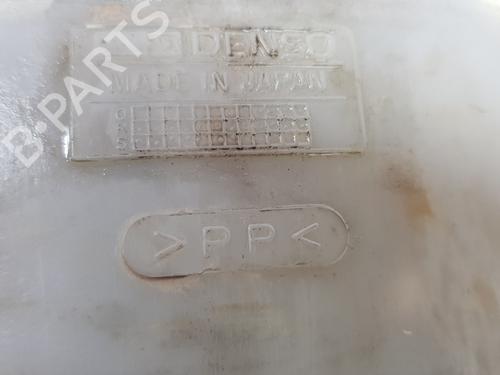 DENSO
MADE IN JAPAN
>PP<
B-PARTS